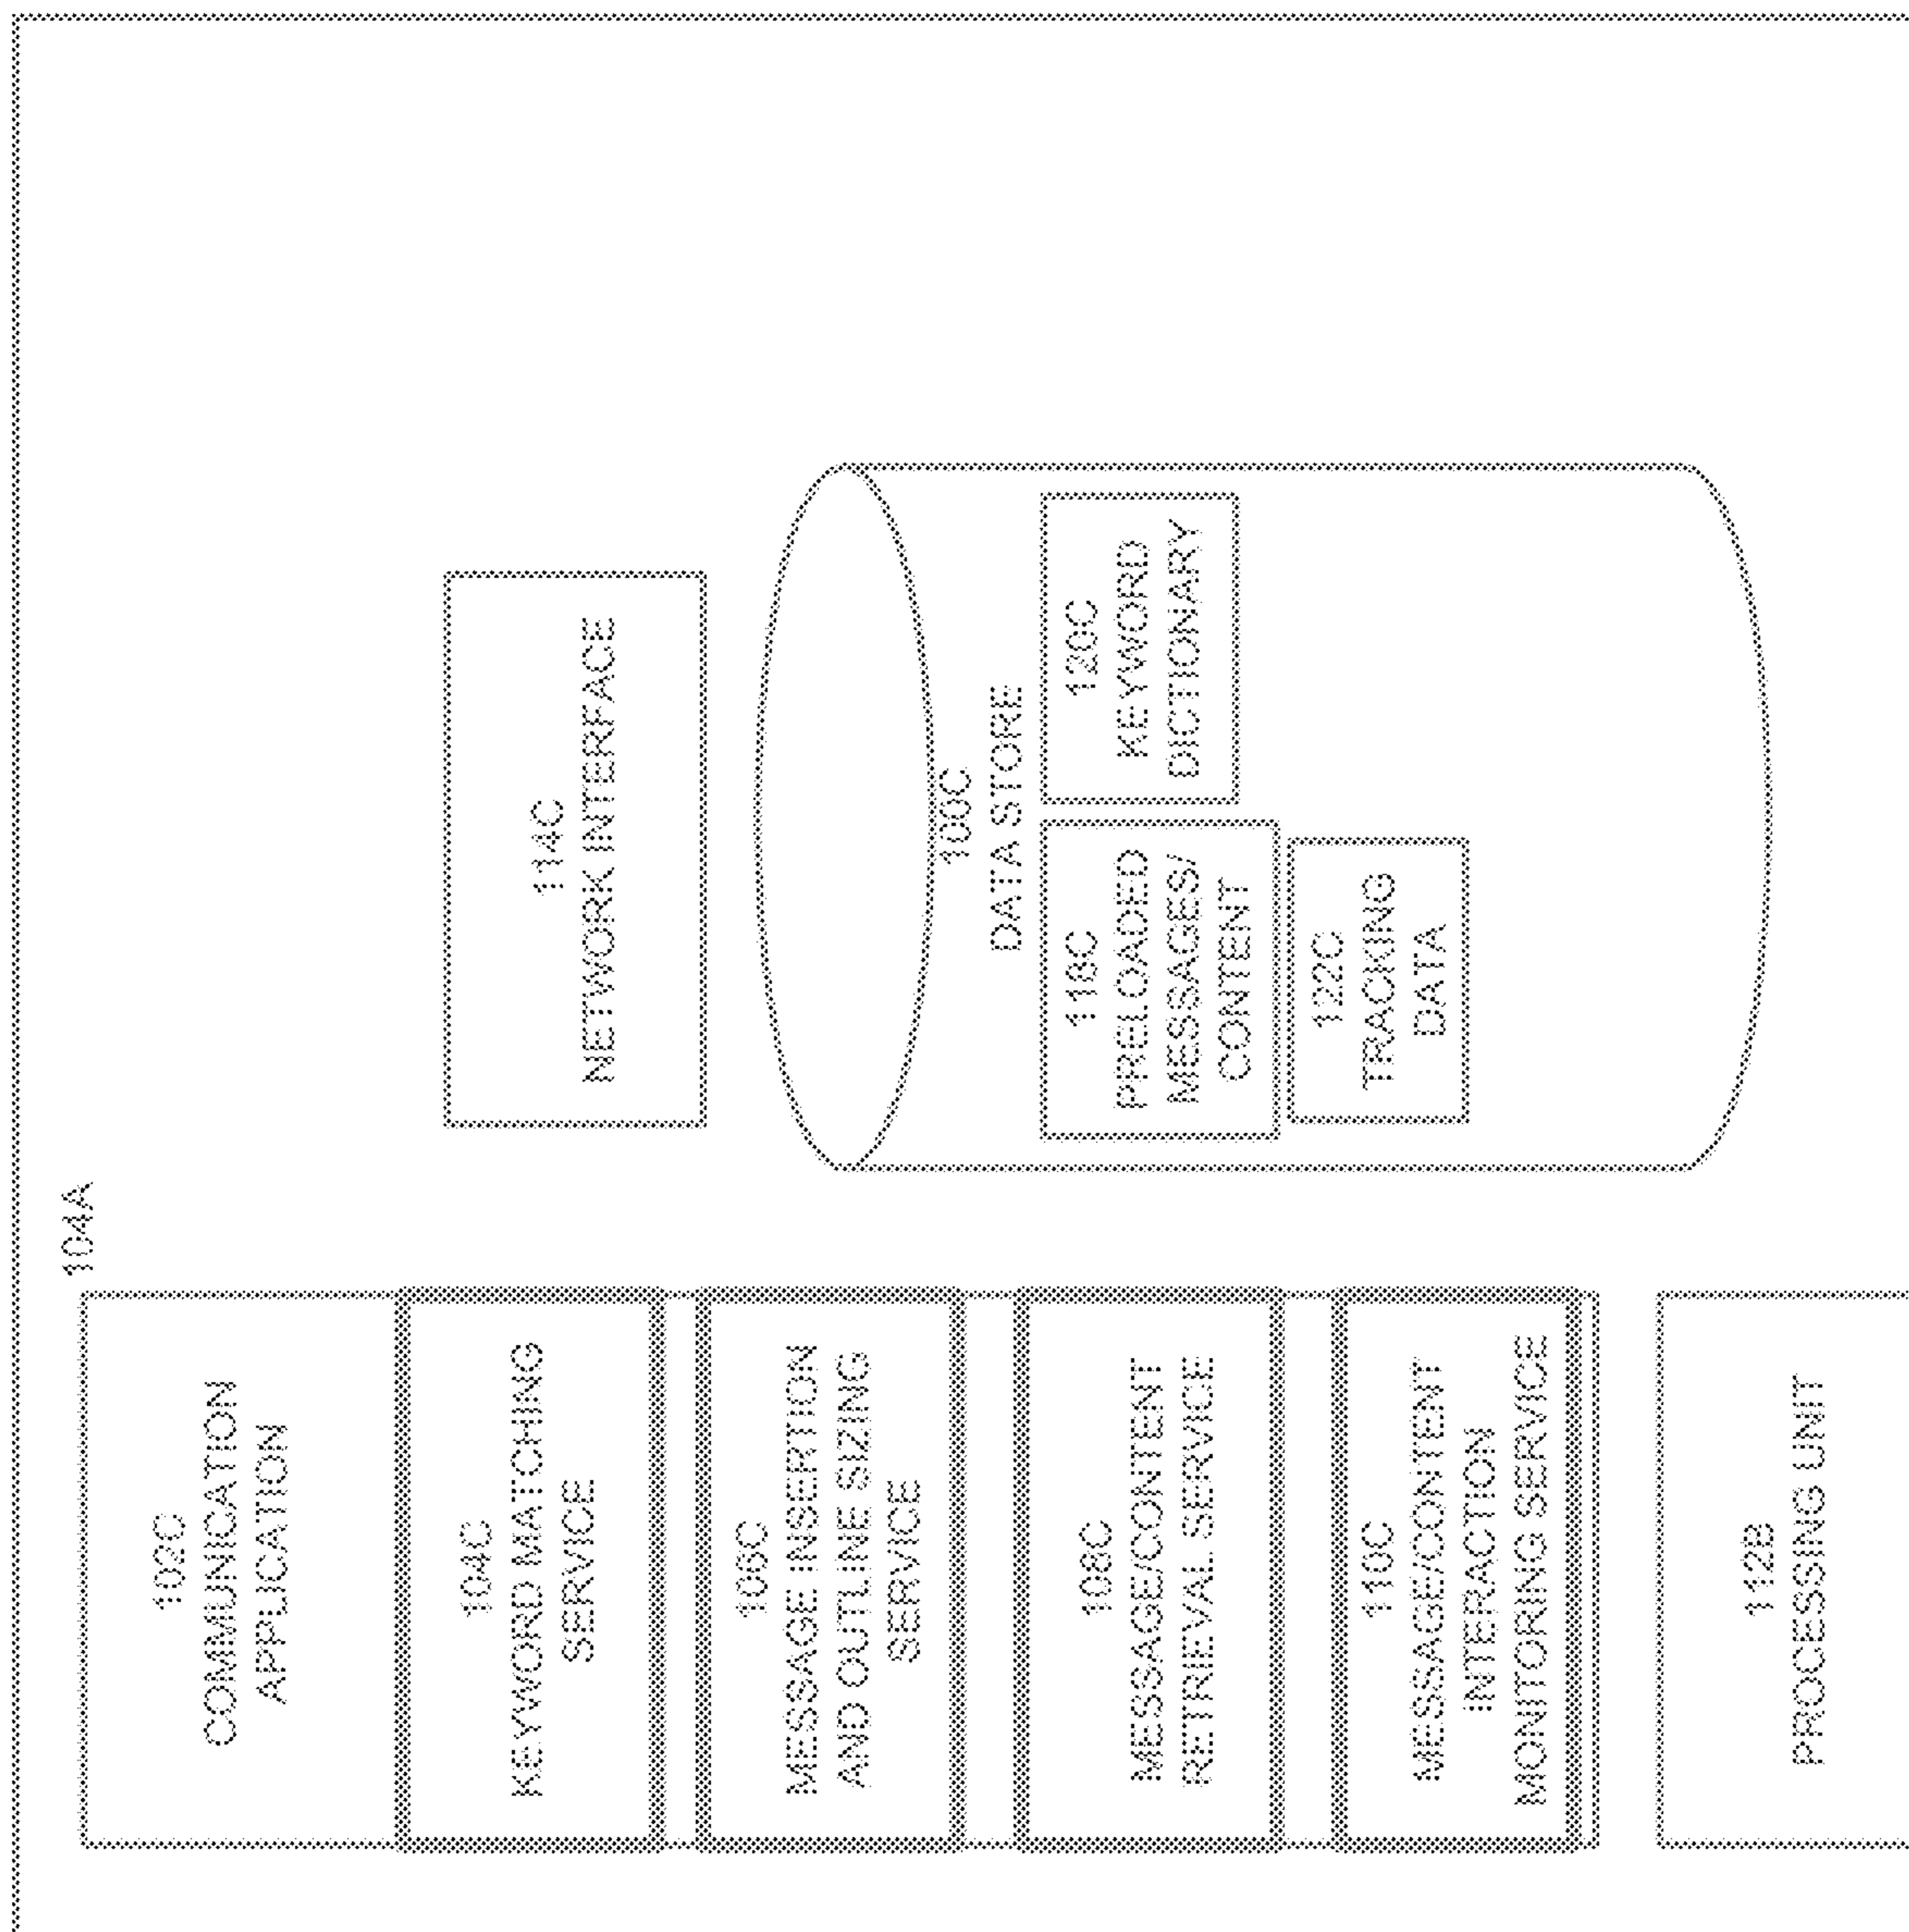 104A
102C
COMMUNICATION
APPLICATION
104C
KEYWORD MATCHING
SERVICE
106C
MESSAGE INSERTION
AND OUTLINE SIZING
SERVICE
108C
MESSAGE/CONTENT
RETRIEVAL SERVICE
110C
MESSAGE/CONTENT
INTERACTION
MONITORING SERVICE
112B
PROCESSING UNIT
114C
NETWORK INTERFACE
100C
DATA STORE
118C
PRELOADED
MESSAGES/
CONTENT
120C
KEYWORD
DICTIONARY
122C
TRACKING
DATA